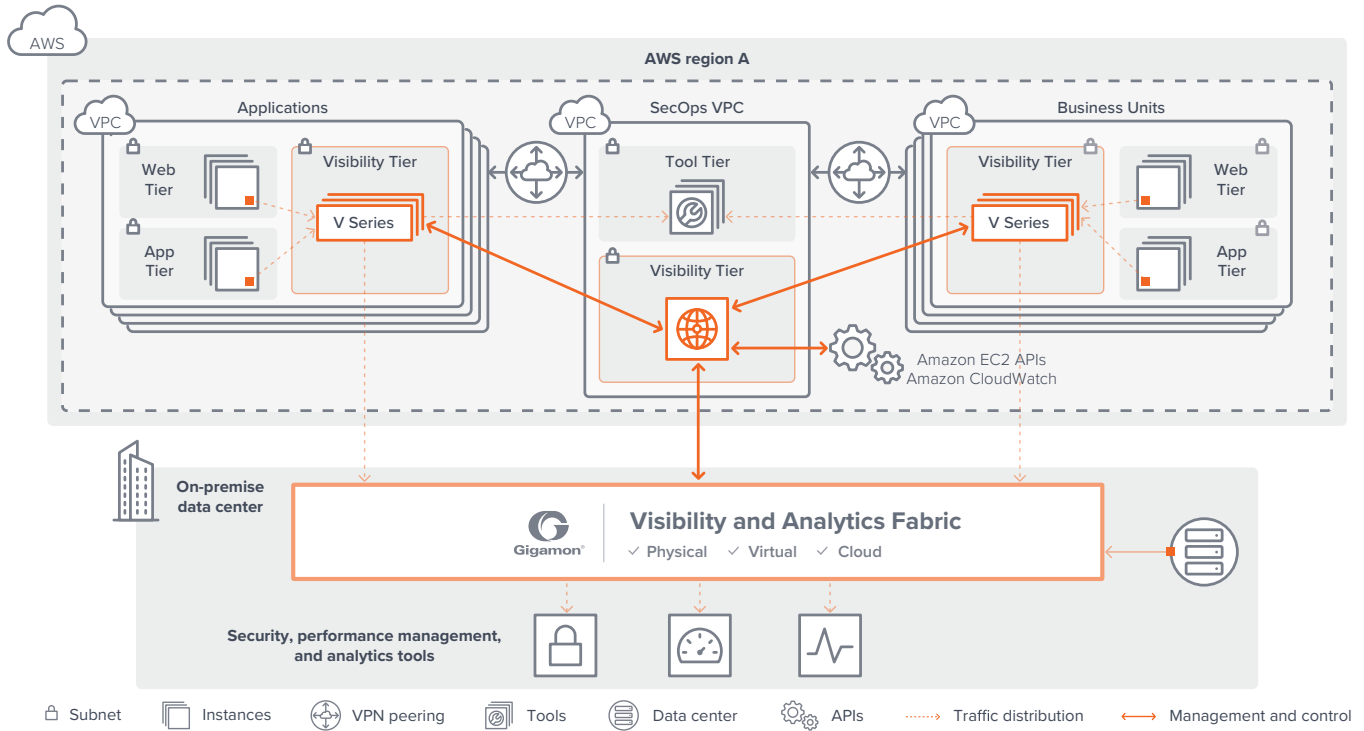 AWS
AWS region A
Applications
SecOps VPC
Business Units
VPC
VPC
VPC
Web
Tier
Visibility Tier
V Series
App
Tier
Tool Tier
Visibility Tier
Visibility Tier
V Series
Web
Tier
App
Tier
Amazon EC2 APIs
Amazon CloudWatch
On-premise
data center
Gigamon®
Visibility and Analytics Fabric
✓ Physical ✓ Virtual ✓ Cloud
Security, performance management,
and analytics tools
Subnet
Instances
VPN peering
Tools
Data center
APIs
Traffic distribution
Management and control